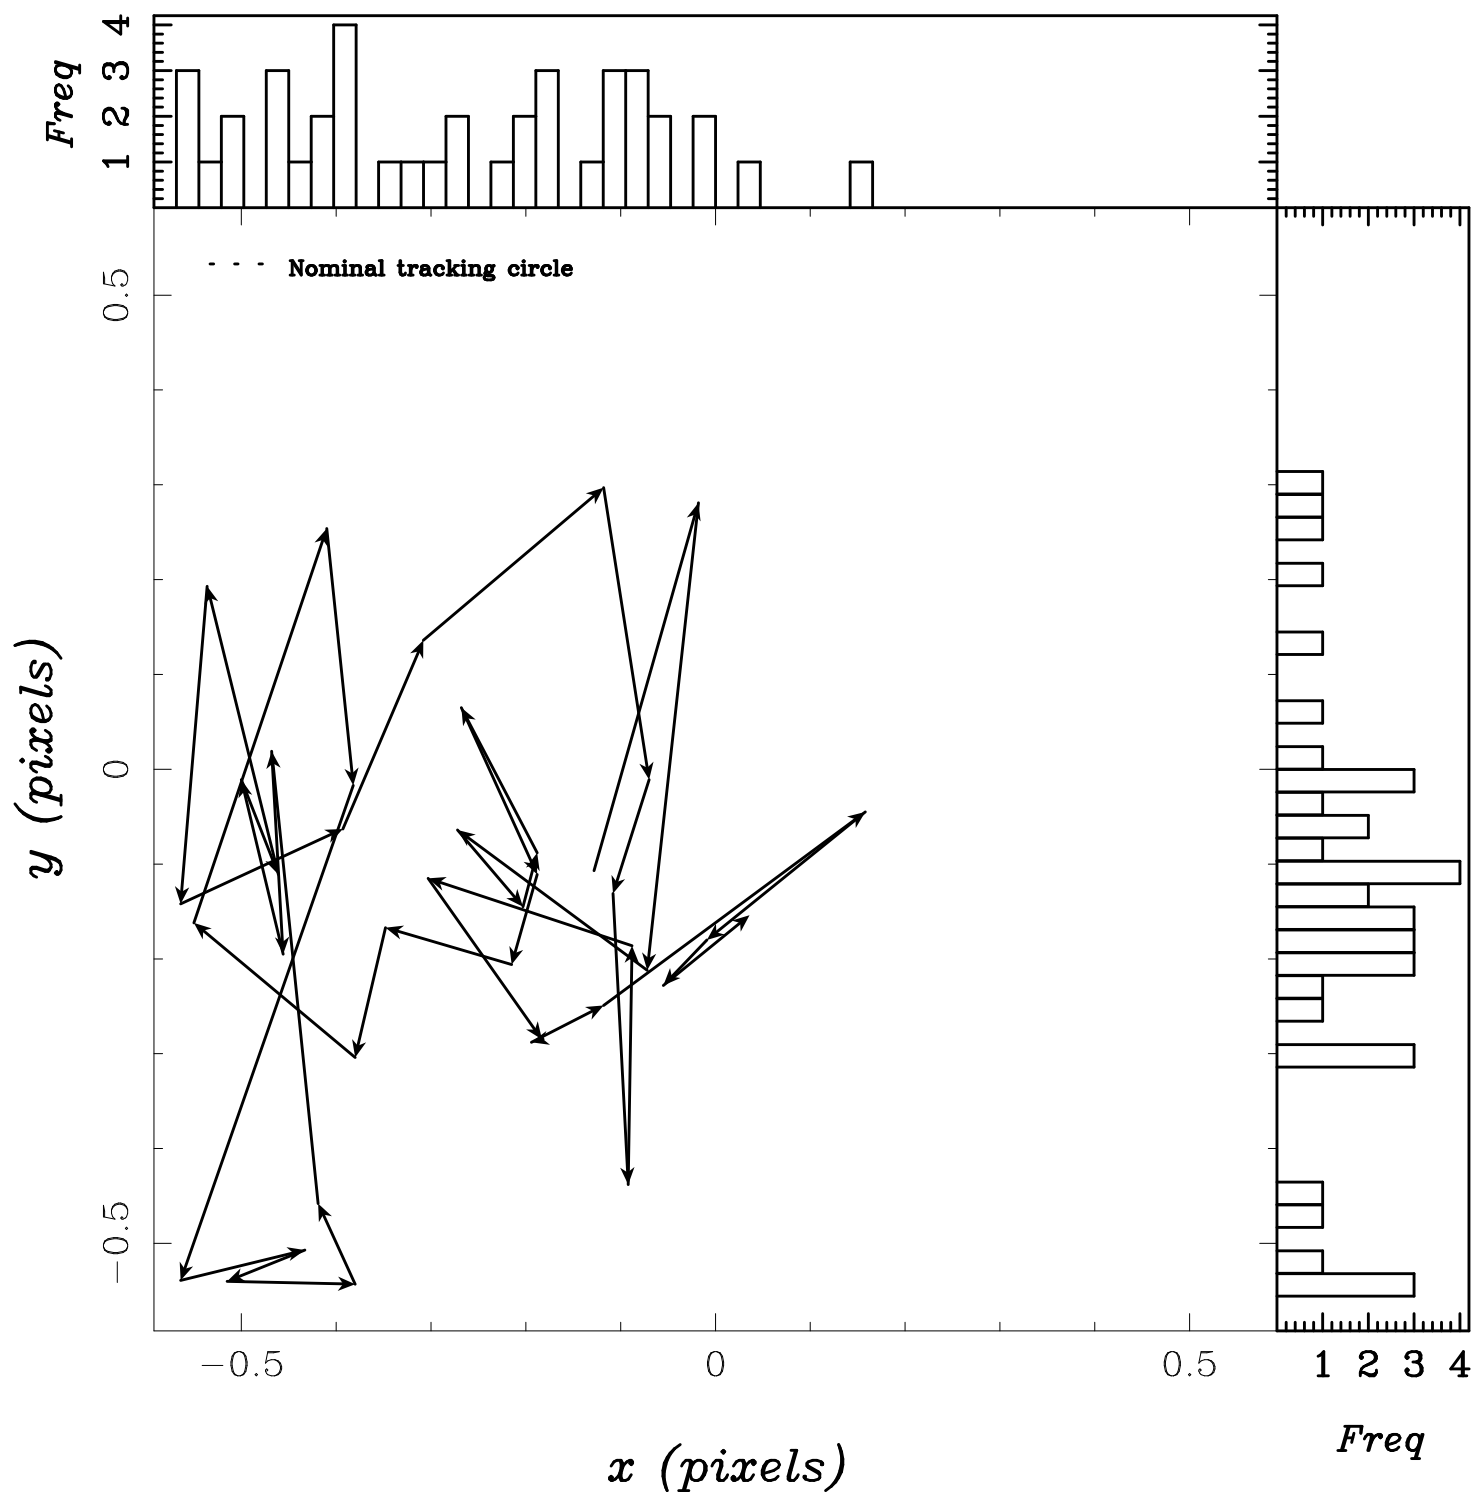 Freq
4
3
2
1
- - - Nominal tracking circle
0.5
0
−0.5
y (pixels)
−0.5 0 0.5
x (pixels)
1 2 3 4
Freq